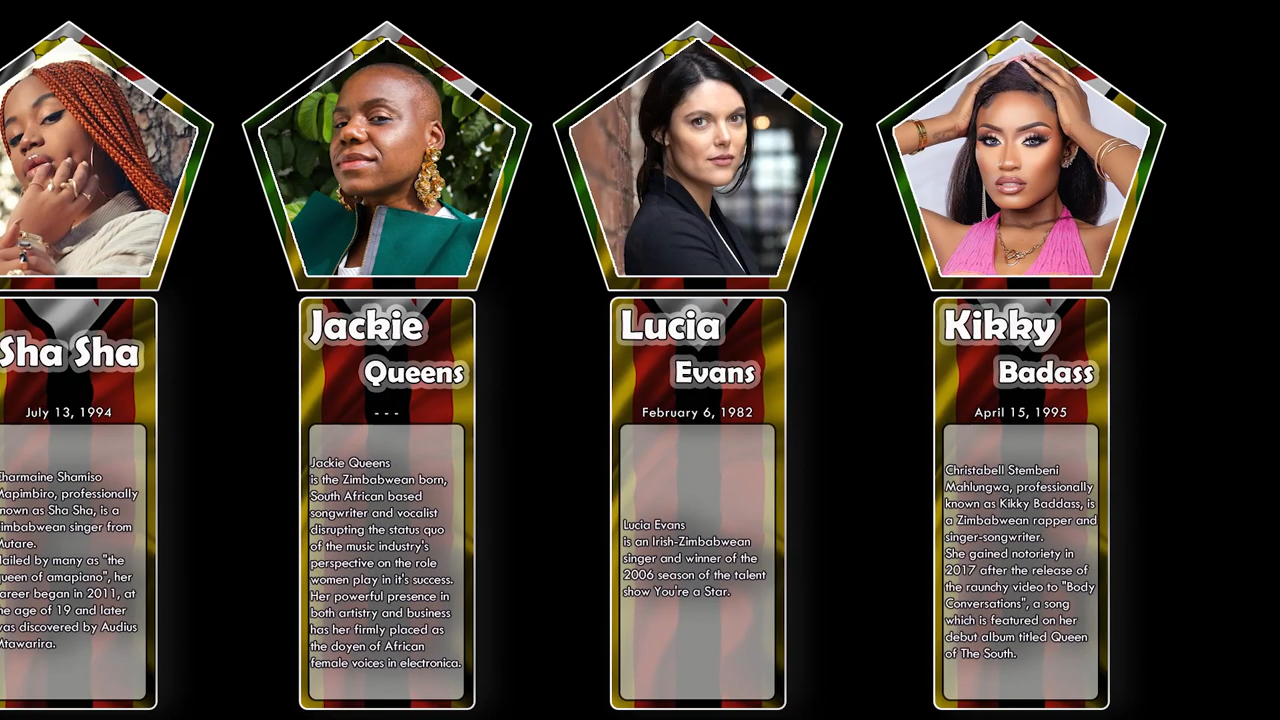 Sha Sha
July 13, 1994
Charmaine Shamiso
Mapimbiro, professionally
known as Sha Sha, is a
Zimbabwean singer from
Mutare.
Hailed by many as "the
queen of amapiano", her
career began in 2011, at
the age of 19 and later
was discovered by Audius
Mtawarira.
Jackie
Queens
- - -
Jackie Queens
is the Zimbabwean born,
South African based
songwriter and vocalist
disrupting the status quo
of the music industry's
perspective on the role
women play in it's success.
Her powerful presence in
both artistry and business
has her firmly placed as
the doyen of African
female voices in electronica.
Lucia
Evans
February 6, 1982
Lucia Evans
is an Irish-Zimbabwean
singer and winner of the
2006 season of the talent
show You're a Star.
Kikky
Badass
April 15, 1995
Christabell Stembeni
Mahlungwa, professionally
known as Kikky Baddass, is
a Zimbabwean rapper and
singer-songwriter.
She gained notoriety in
2017 after the release of
the raunchy video to "Body
Conversations", a song
which is featured on her
debut album titled Queen
of The South.